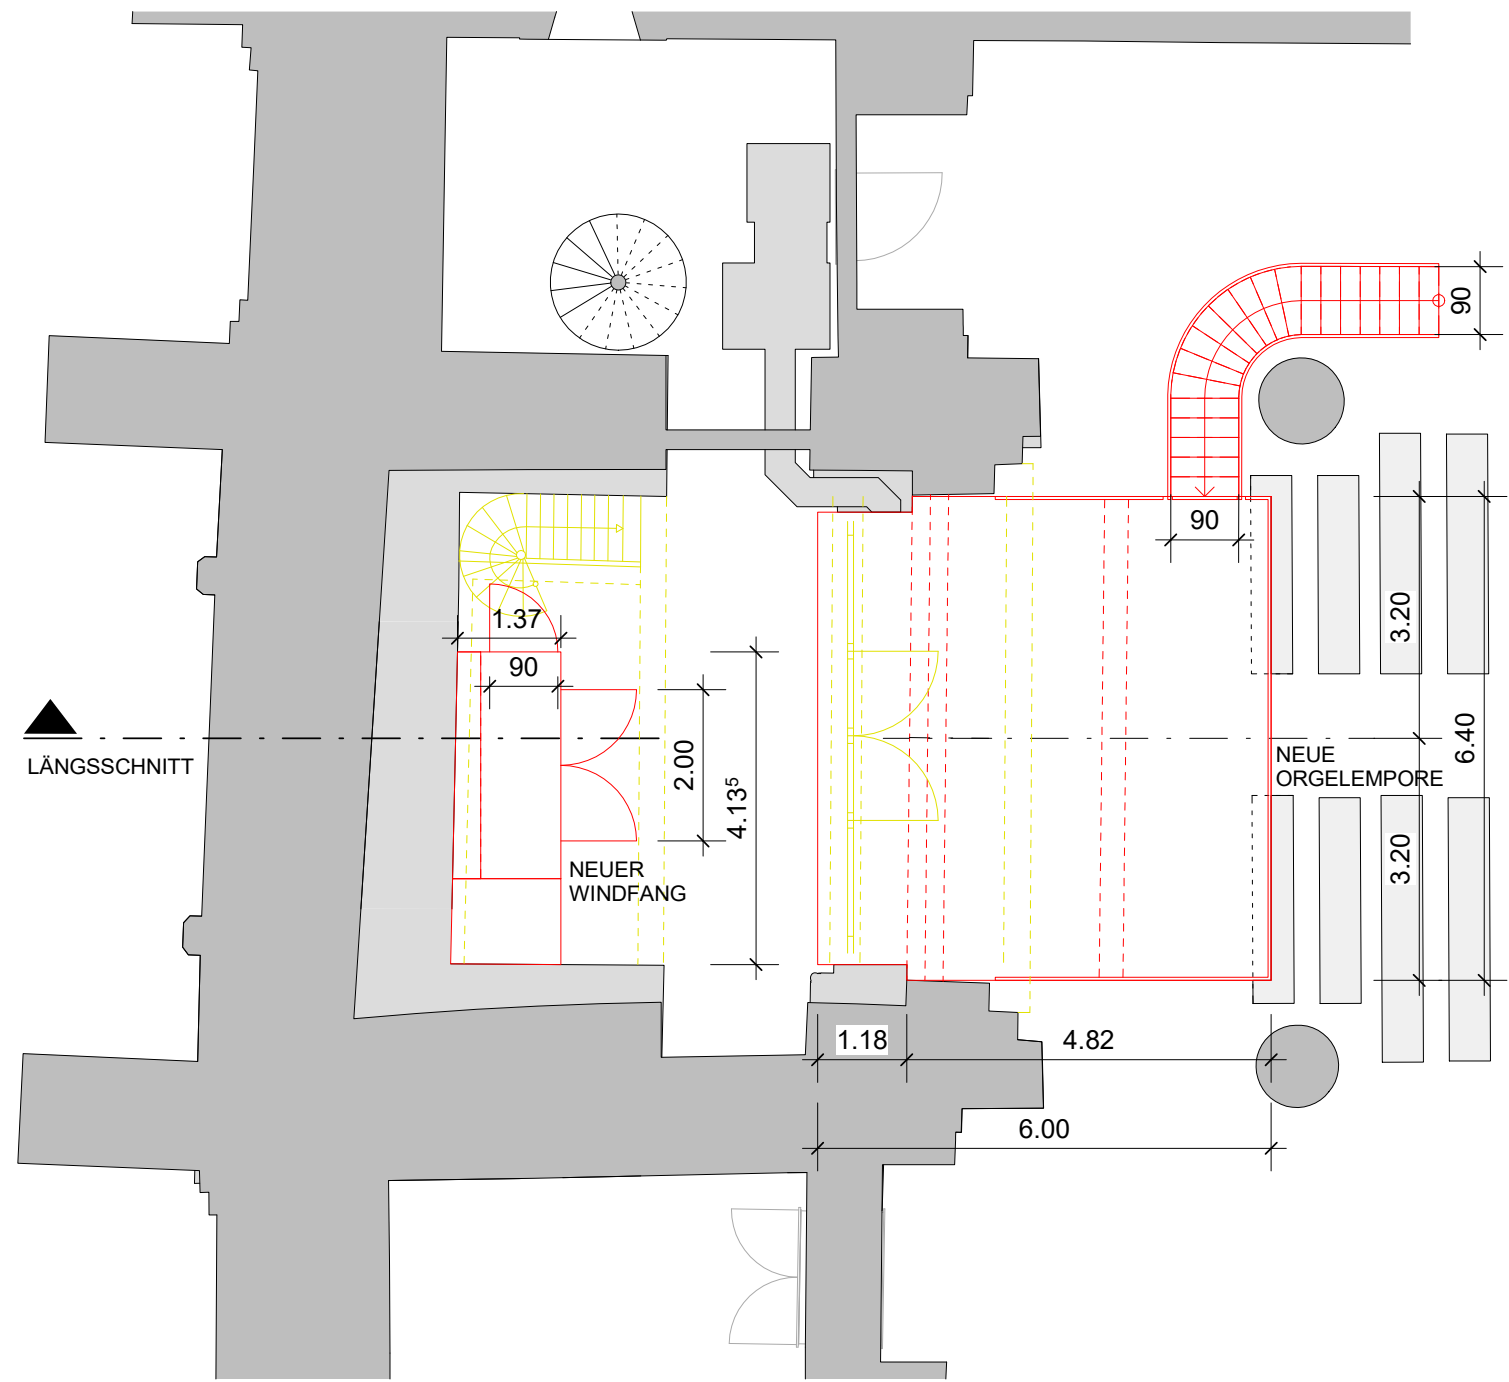 90
90
1.37
90
3.20
LÄNGSSCHNITT
2.00
4.13⁵
6.40
NEUE
ORGELEMPORE
NEUER
WINDFANG
3.20
1.18
4.82
6.00